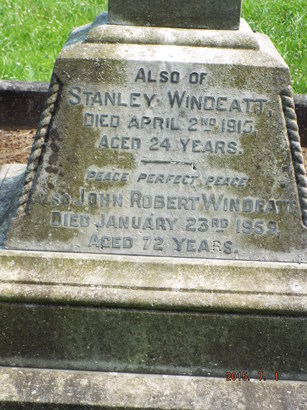 ALSO OF
STANLEY WINDEATT,
DIED APRIL 2ND 1915,
AGED 24 YEARS.
PEACE, PERFECT, PEACE.
ALSO JOHN ROBERT WINDEATT
DIED JANUARY 23RD 1959
AGED 72 YEARS.